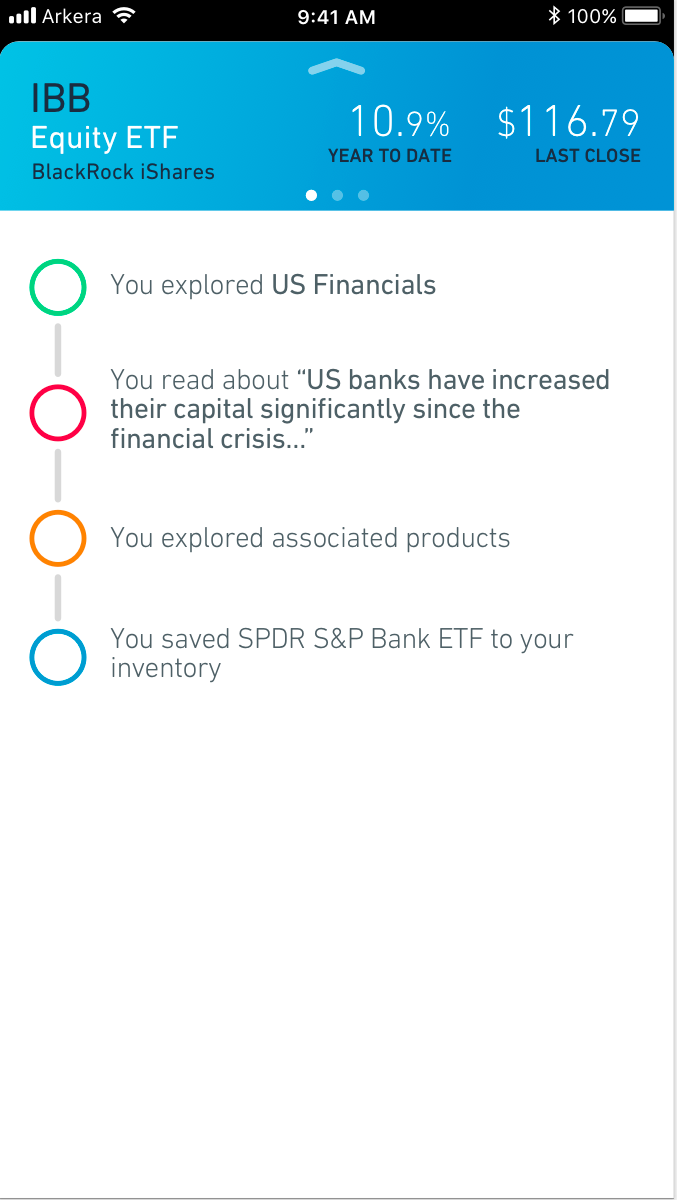 Arkera 9:41 AM 100%
IBB
Equity ETF
BlackRock iShares
10.9% $116.79
YEAR TO DATE LAST CLOSE
You explored US Financials
You read about “US banks have increased
their capital significantly since the
financial crisis...”
You explored associated products
You saved SPDR S&P Bank ETF to your
inventory